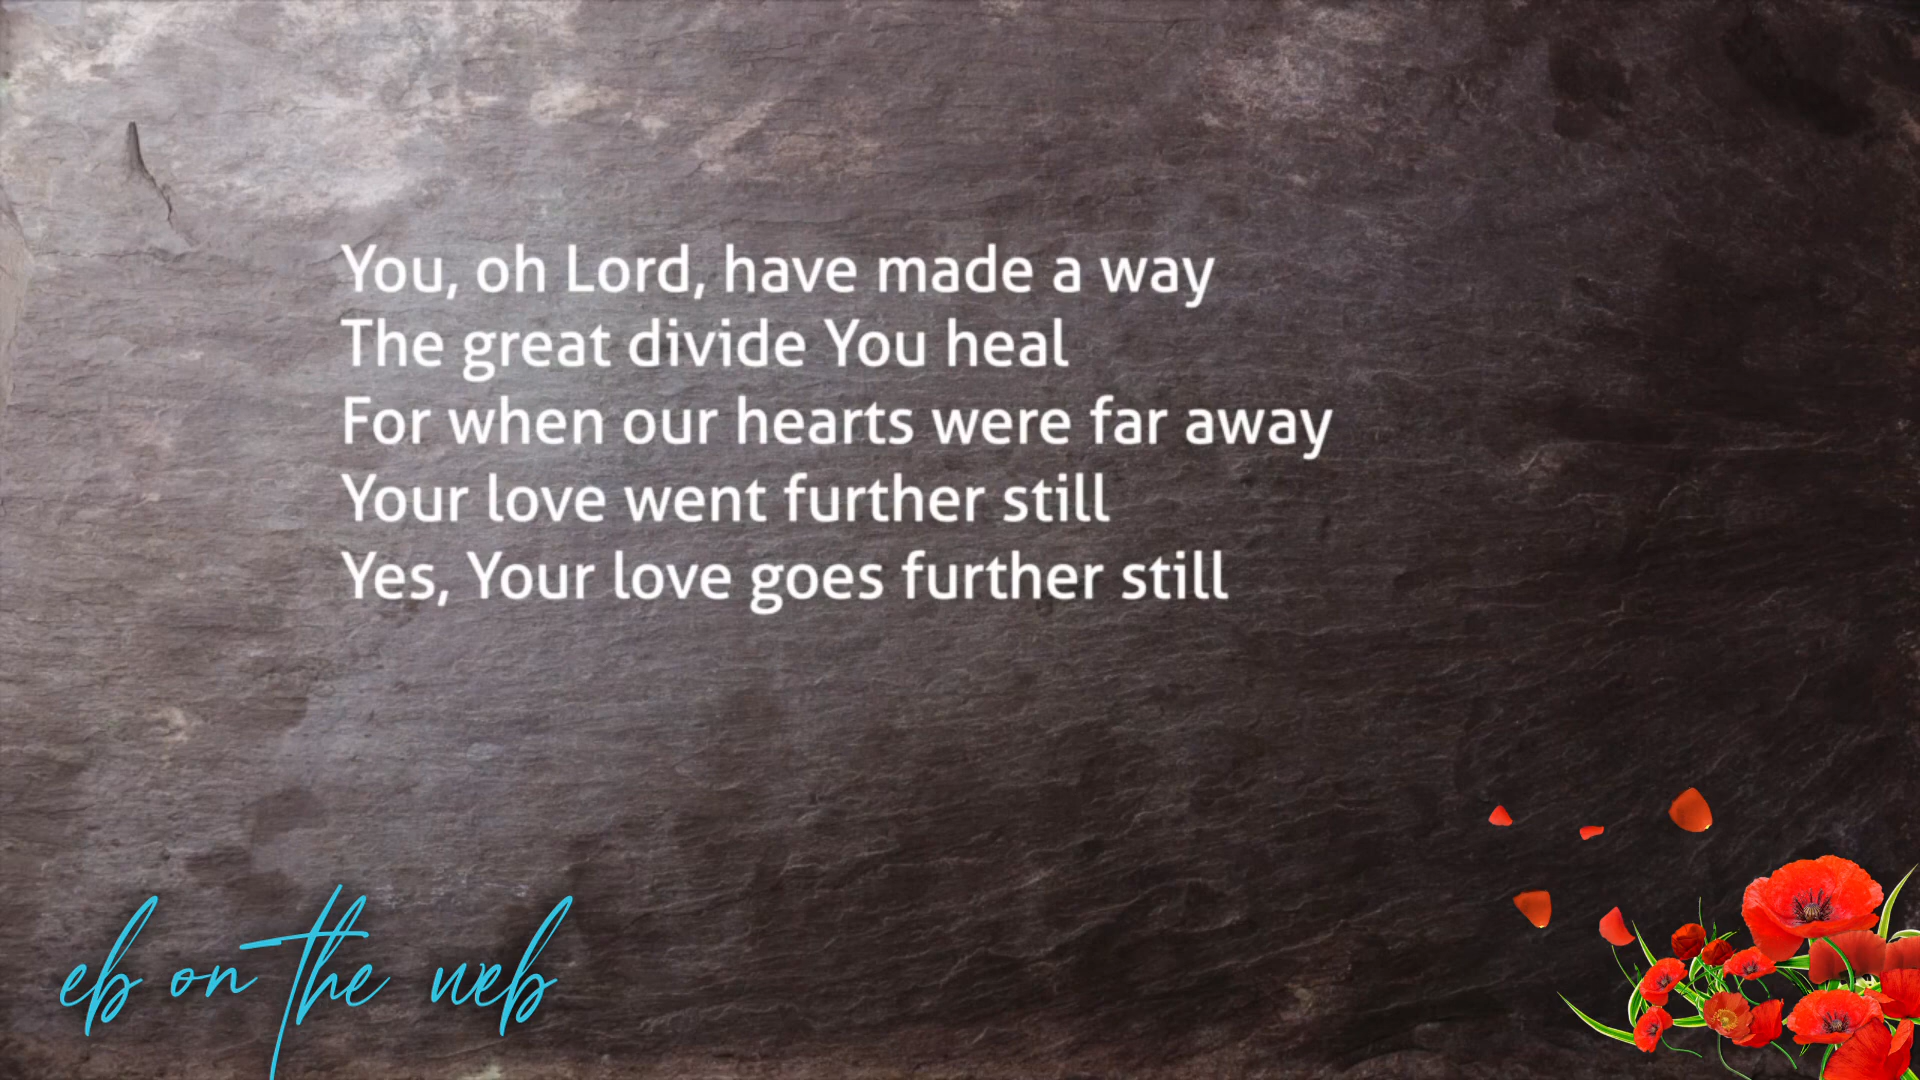 You, oh Lord, have made a way
The great divide You heal
For when our hearts were far away
Your love went further still
Yes, Your love goes further still
eb on the web